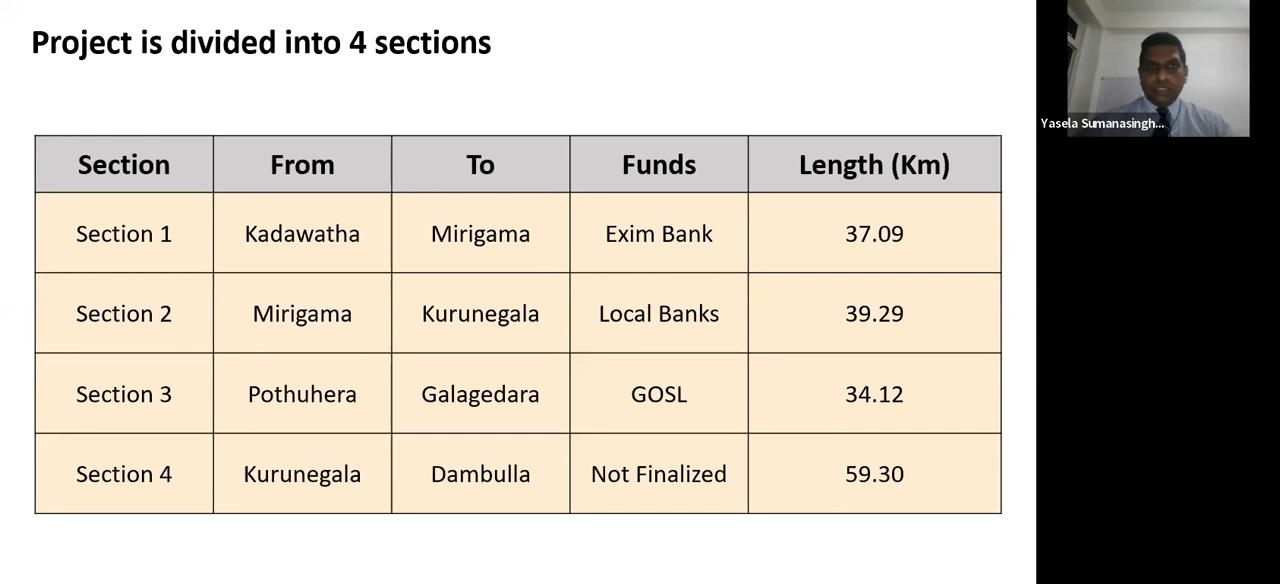 Project is divided into 4 sections
Section From To Funds Length (Km)
Section 1 Kadawatha Mirigama Exim Bank 37.09
Section 2 Mirigama Kurunegala Local Banks 39.29
Section 3 Pothuhera Galagedara GOSL 34.12
Section 4 Kurunegala Dambulla Not Finalized 59.30
Yasela Sumanasingh...